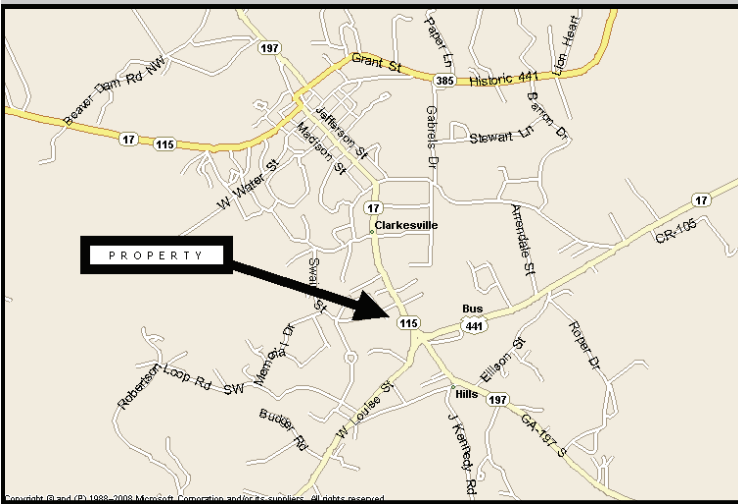 197
Grant St
Paper Ln
Lion Heart
385
Historic 441
Beaver Dam Rd NW
17
115
Jefferson St
Madison St
Gabrels Dr
Stewart Ln
Barron Dr
W Water St
17
Clarkesville
17
CR-105
Arrendale St
PROPERTY
Swain St
115
Bus
441
Memorial Dr
Ellison St
Roper Dr
Robertson Loop Rd SW
Hills
197
W Louise St
Budger Rd
J Kennedy Rd
GA-197 S
Copyright © and (P) 1988–2008 Microsoft Corporation and/or its suppliers. All rights reserved.